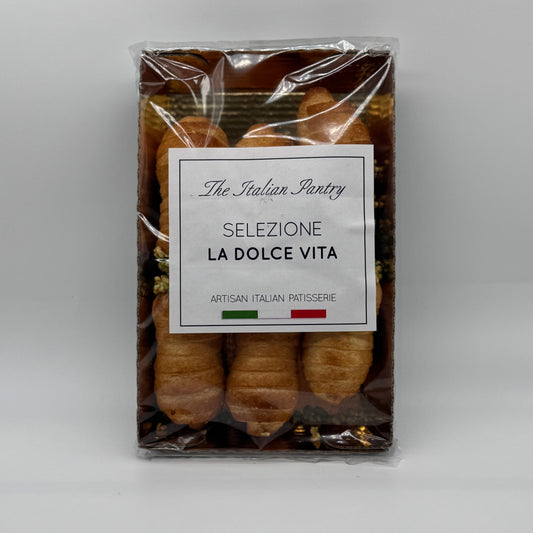 The Italian Pantry
SELEZIONE
LA DOLCE VITA
ARTISAN ITALIAN PATISSERIE